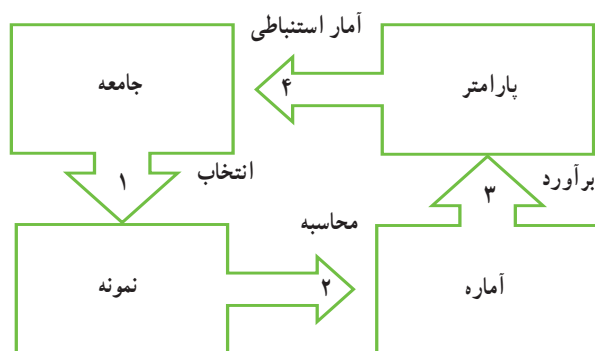 آمار استنباطی
پارامتر
۴
جامعه
برآورد
۳
انتخاب
۱
محاسبه
آماره
۲
نمونه